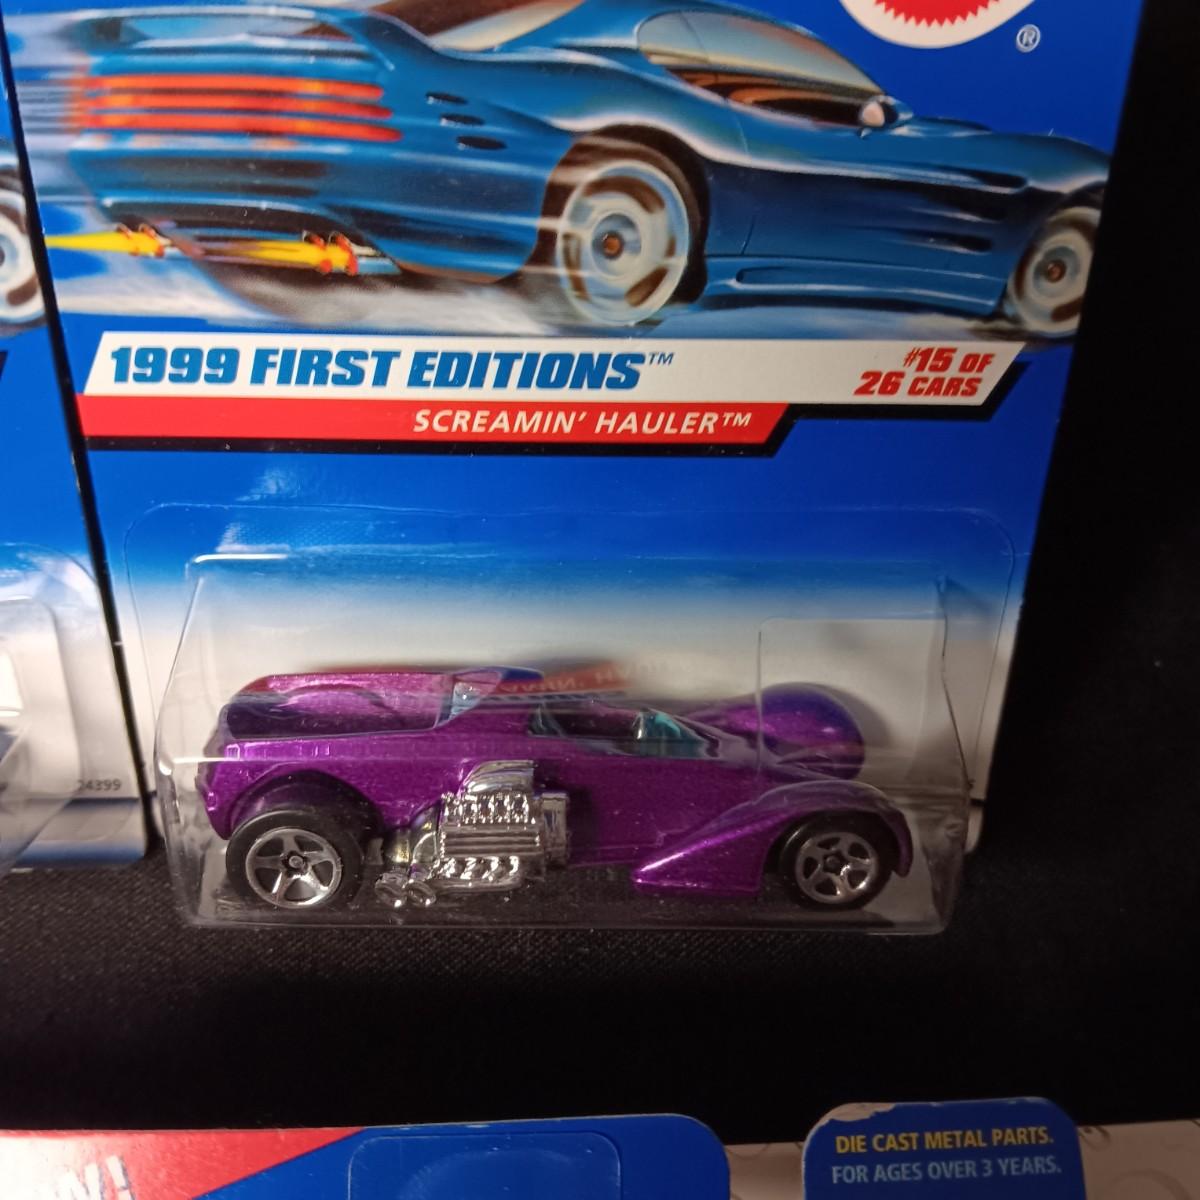 ®
1999 FIRST EDITIONS™
#15 OF
26 CARS
SCREAMIN' HAULER™
24399
DIE CAST METAL PARTS.
FOR AGES OVER 3 YEARS.